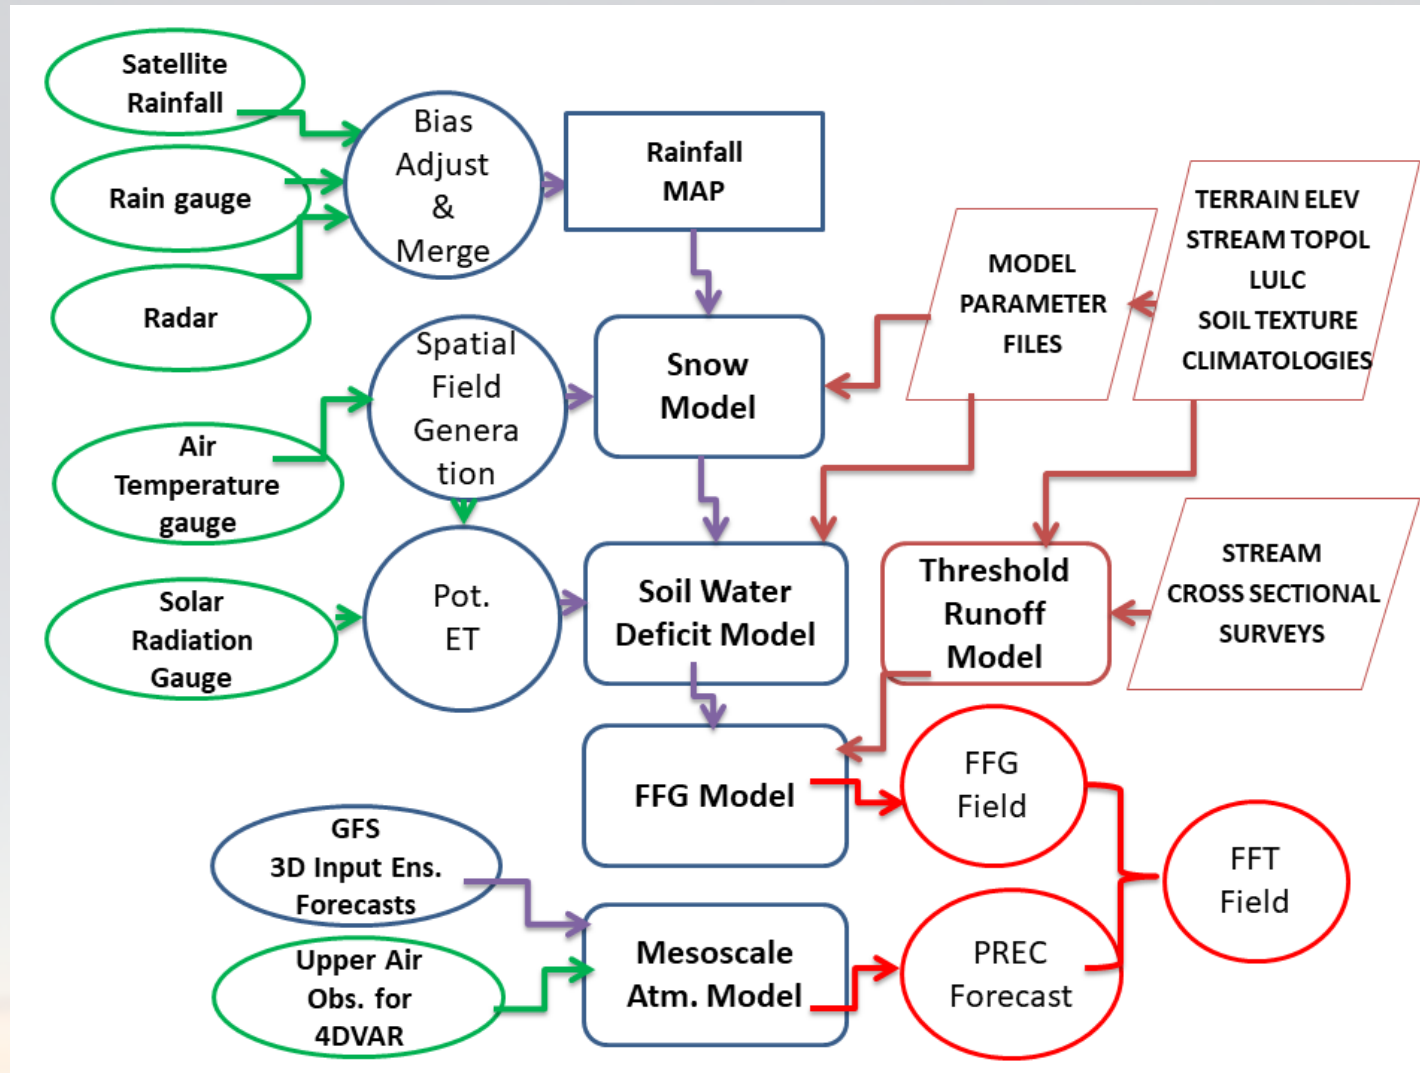 Satellite
Rainfall
Rain gauge
Radar
Bias
Adjust
&
Merge
Rainfall
MAP
TERRAIN ELEV
STREAM TOPOL
LULC
SOIL TEXTURE
CLIMATOLOGIES
MODEL
PARAMETER
FILES
Air
Temperature
gauge
Spatial
Field
Genera
tion
Snow
Model
Solar
Radiation
Gauge
Pot.
ET
Soil Water
Deficit Model
Threshold
Runoff
Model
STREAM
CROSS SECTIONAL
SURVEYS
FFG Model
FFG
Field
GFS
3D Input Ens.
Forecasts
Upper Air
Obs. for
4DVAR
Mesoscale
Atm. Model
PREC
Forecast
FFT
Field